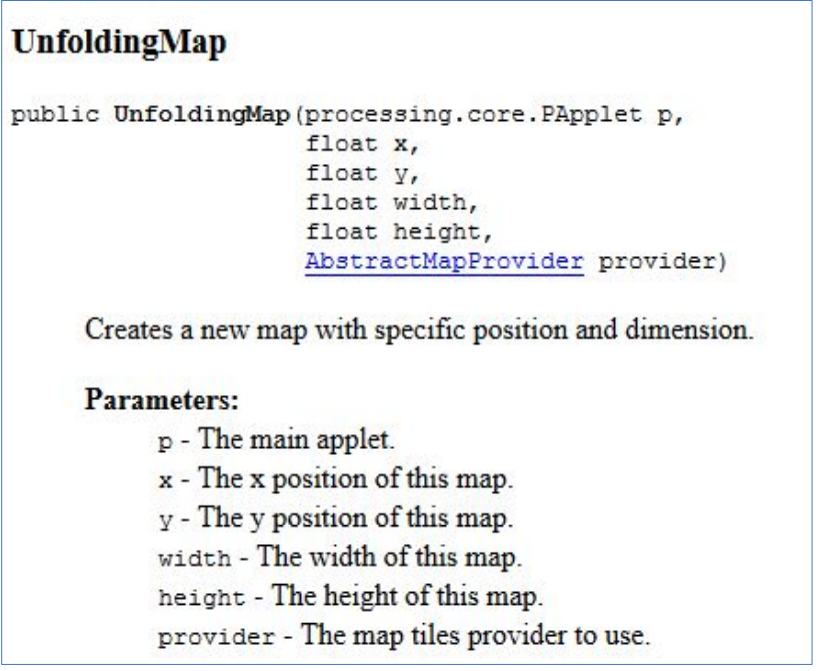 UnfoldingMap
public UnfoldingMap(processing.core.PApplet p,
float x,
float y,
float width,
float height,
AbstractMapProvider provider)
Creates a new map with specific position and dimension.
Parameters:
p - The main applet.
x - The x position of this map.
y - The y position of this map.
width - The width of this map.
height - The height of this map.
provider - The map tiles provider to use.